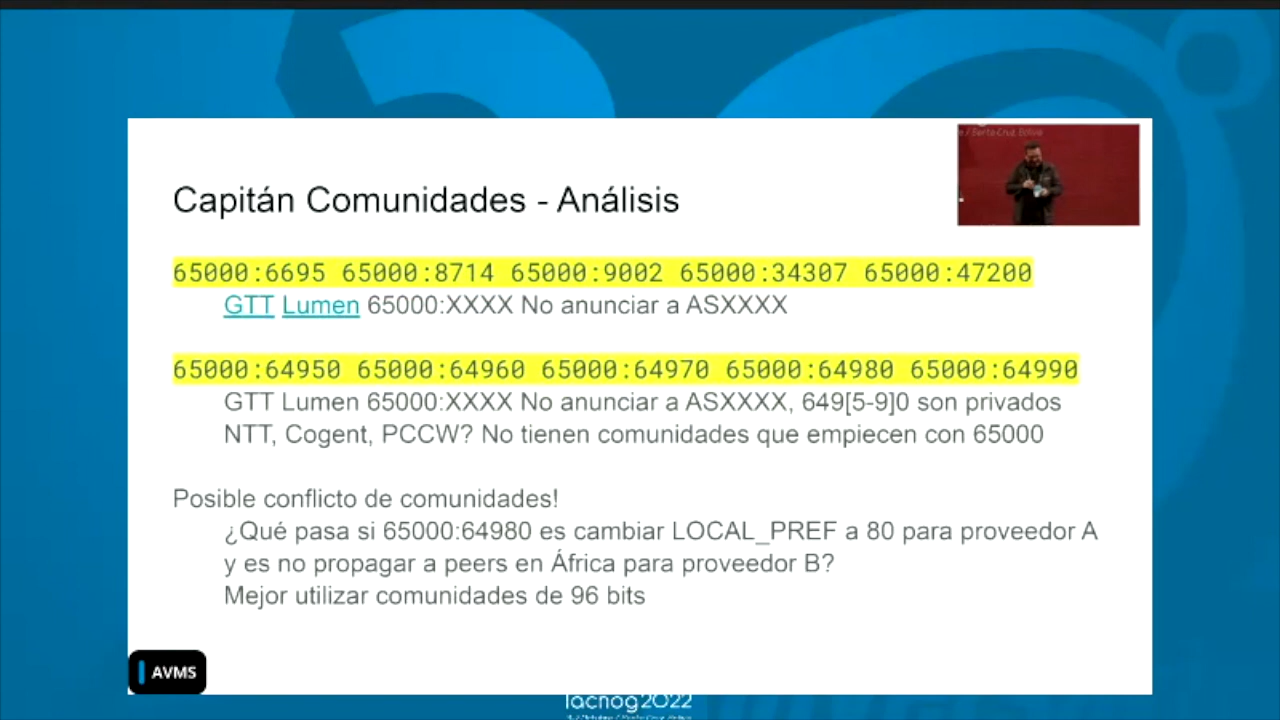 / Santa Cruz, Bolivia
Capitán Comunidades - Análisis
65000:6695 65000:8714 65000:9002 65000:34307 65000:47200
GTT Lumen 65000:XXXX No anunciar a ASXXXX
65000:64950 65000:64960 65000:64970 65000:64980 65000:64990
GTT Lumen 65000:XXXX No anunciar a ASXXXX, 649[5-9]0 son privados
NTT, Cogent, PCCW? No tienen comunidades que empiecen con 65000
Posible conflicto de comunidades!
¿Qué pasa si 65000:64980 es cambiar LOCAL_PREF a 80 para proveedor A
y es no propagar a peers en África para proveedor B?
Mejor utilizar comunidades de 96 bits
AVMS
lacnog2022